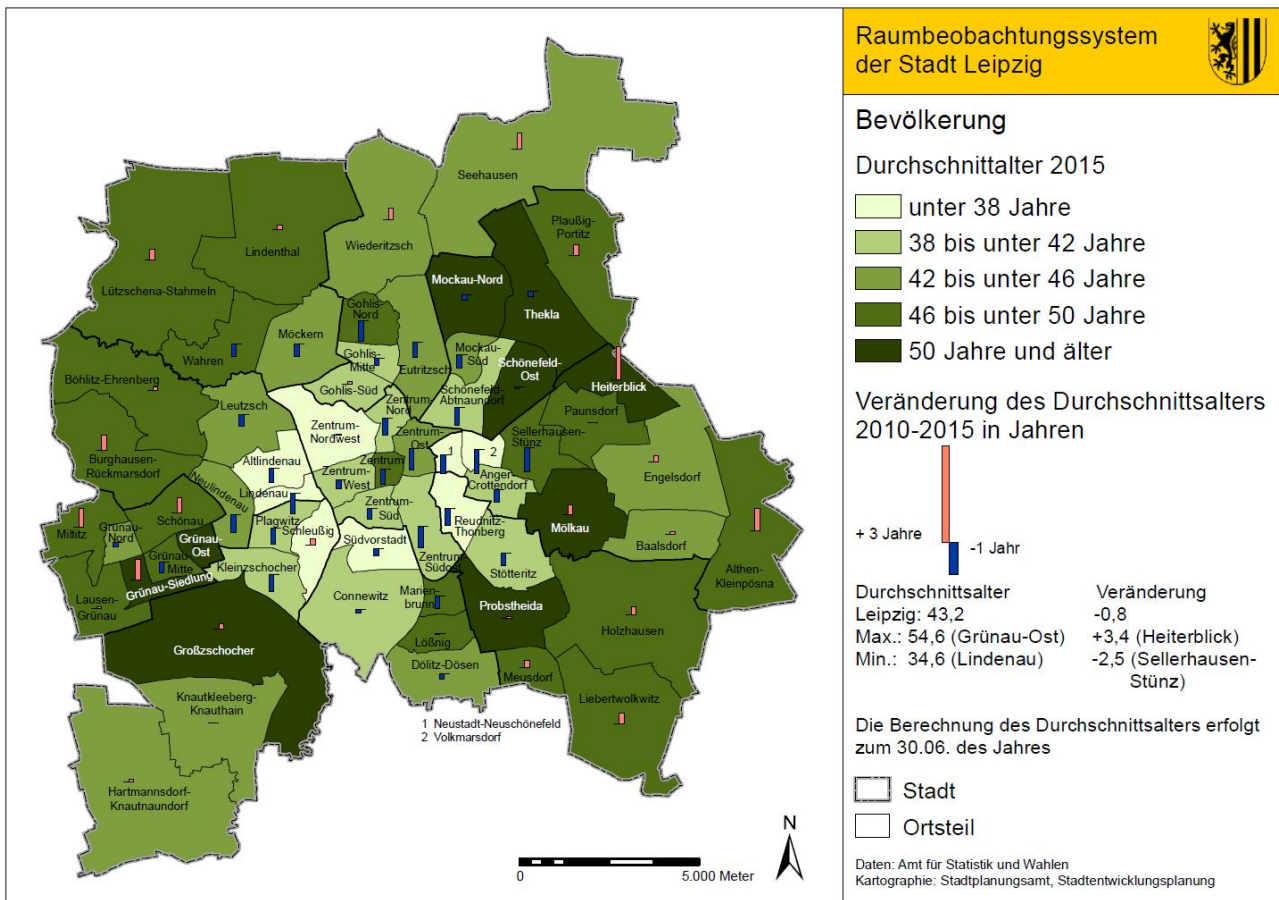 Raumbeobachtungssystem
der Stadt Leipzig
Bevölkerung
Durchschnittalter 2015
unter 38 Jahre
38 bis unter 42 Jahre
42 bis unter 46 Jahre
46 bis unter 50 Jahre
50 Jahre und älter
Veränderung des Durchschnittsalters
2010-2015 in Jahren
+ 3 Jahre
-1 Jahr
Durchschnittsalter Veränderung
Leipzig: 43,2 -0,8
Max.: 54,6 (Grünau-Ost) +3,4 (Heiterblick)
Min.: 34,6 (Lindenau) -2,5 (Sellerhausen-
Stünz)
Die Berechnung des Durchschnittsalters erfolgt
zum 30.06. des Jahres
Stadt
Ortsteil
Daten: Amt für Statistik und Wahlen
Kartographie: Stadtplanungsamt, Stadtentwicklungsplanung
Seehausen
Plaußig-
Portitz
Lindenthal
Wiederitzsch
Mockau-Nord
Lützschena-Stahmeln
Thekla
Gohlis-
Nord
Möckern
Wahren
Gohlis-
Mitte
Eutritzsch
Mockau-
Süd
Schönefeld-
Ost
Böhlitz-Ehrenberg
Gohlis-Süd
Schönefeld-
Abtnaundorf
Heiterblick
Leutzsch
Zentrum-
Nord
Paunsdorf
Zentrum-
Nordwest
Zentrum-
Ost
Sellerhausen-
Stünz
Burghausen-
Rückmarsdorf
Altlindenau
Zentrum-
West
Zentrum
1
2
Anger-
Crottendorf
Engelsdorf
Neulindenau
Lindenau
Zentrum-
Süd
Schönau
Miltitz
Grünau-
Nord
Plagwitz
Schleußig
Südvorstadt
Reudnitz-
Thonberg
Mölkau
Baalsdorf
Grünau-
Ost
Grünau-
Mitte
Grünau-Siedlung
Kleinzschocher
Zentrum-
Südost
Stötteritz
Althen-
Kleinpösna
Lausen-
Grünau
Connewitz
Marien-
brunn
Probstheida
Holzhausen
Großzschocher
Lößnig
Dölitz-Dösen
Meusdorf
Knautkleeberg-
Knauthain
Liebertwolkwitz
1 Neustadt-Neuschönefeld
2 Volkmarsdorf
Hartmannsdorf-
Knautnaundorf
N
0 5.000 Meter